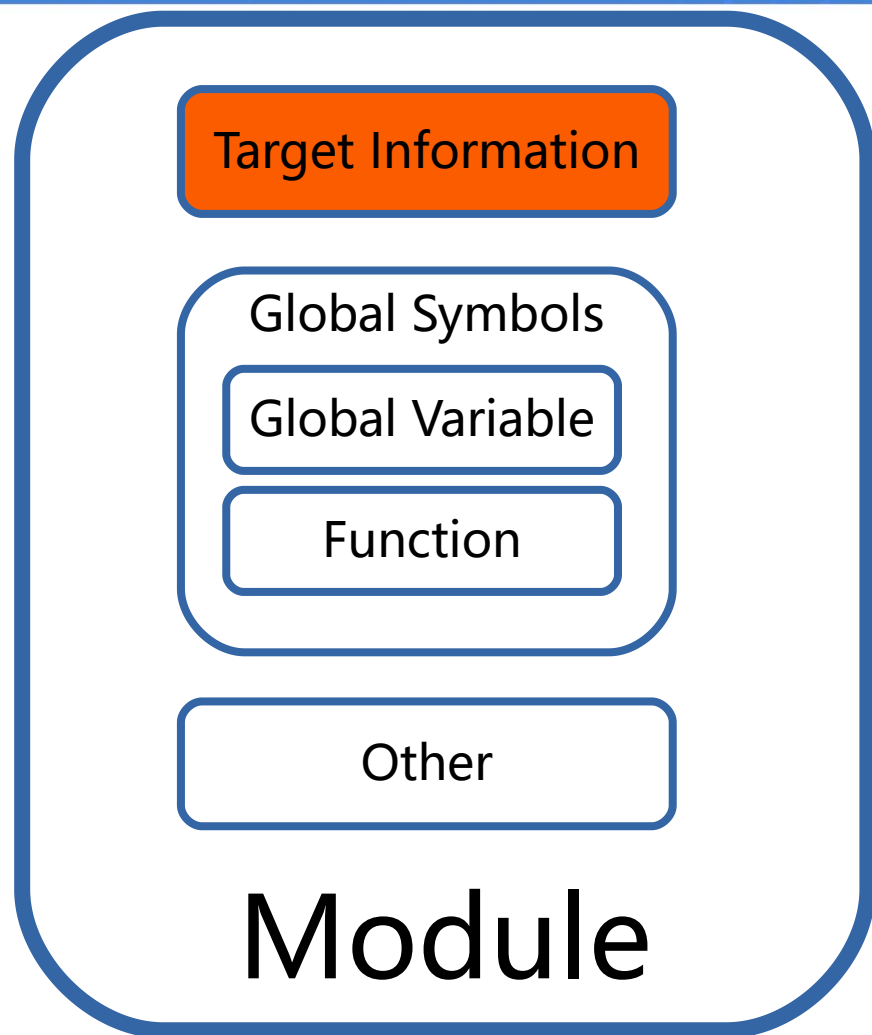 Target Information
Global Symbols
Global Variable
Function
Other
Module